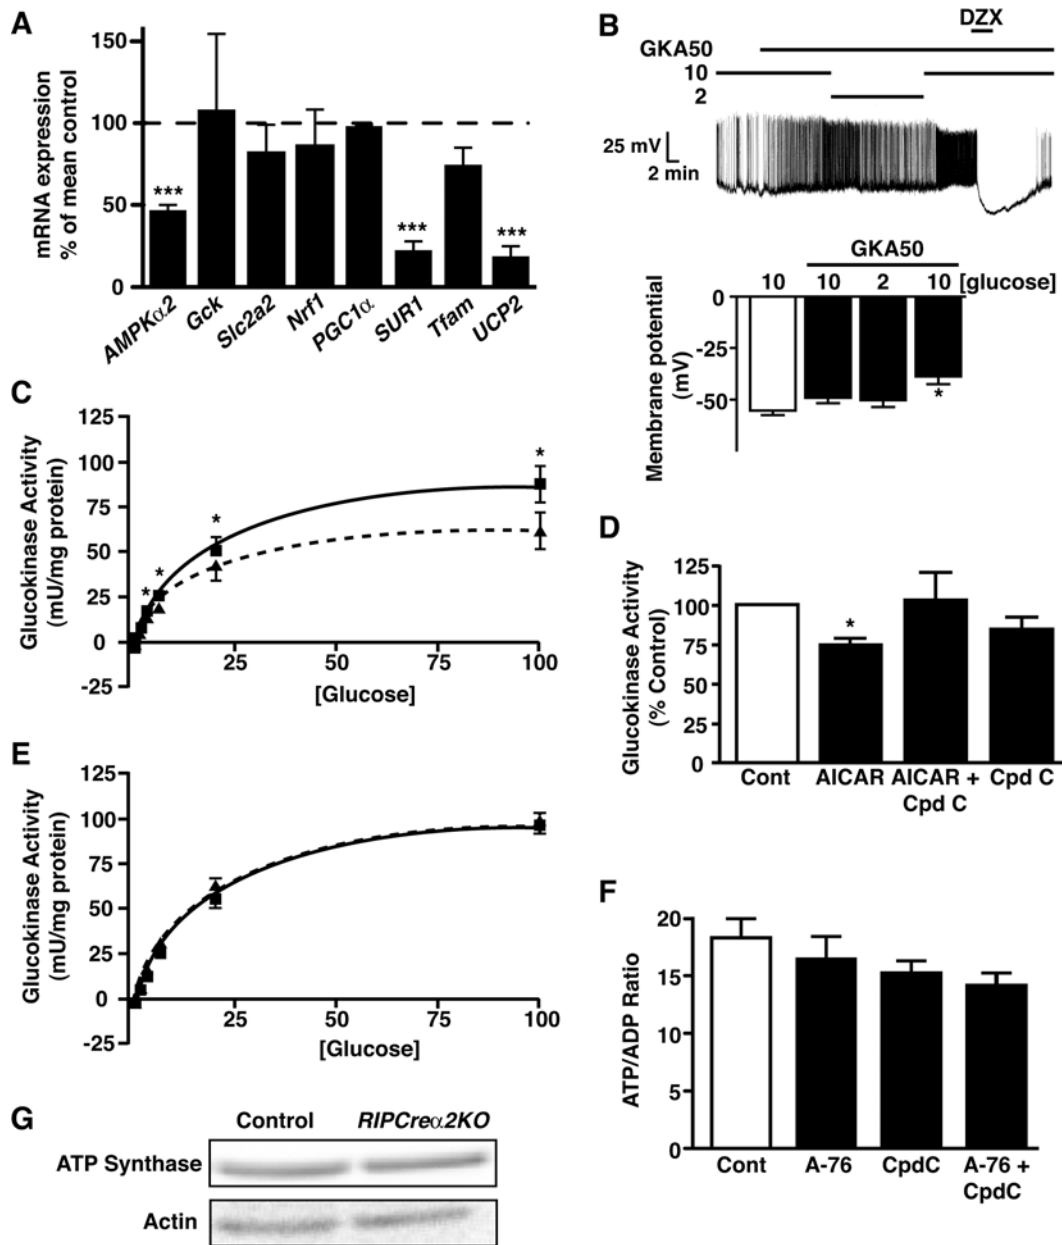 A
mRNA expression
% of mean control
150
100
50
0
***
***
***
AMPKα2
Gck
Slc2a2
Nrf1
PGC1α
SUR1
Tfam
UCP2
B
DZX
GKA50
10
2
25 mV
2 min
GKA50
10 10 2 10 [glucose]
Membrane potential
(mV)
0
-25
-50
*
C
Glucokinase Activity
(mU/mg protein)
125
100
75
50
25
0
-25
* * * *
25 50 75 100
[Glucose]
D
Glucokinase Activity
(% Control)
125
100
75
50
25
0
*
Cont AICAR AICAR + Cpd C
Cpd C
E
Glucokinase Activity
(mU/mg protein)
125
100
75
50
25
0
-25
25 50 75 100
[Glucose]
F
ATP/ADP Ratio
20
15
10
5
0
Cont A-76 CpdC A-76 +
CpdC
G
Control RIPCreα2KO
ATP Synthase
Actin